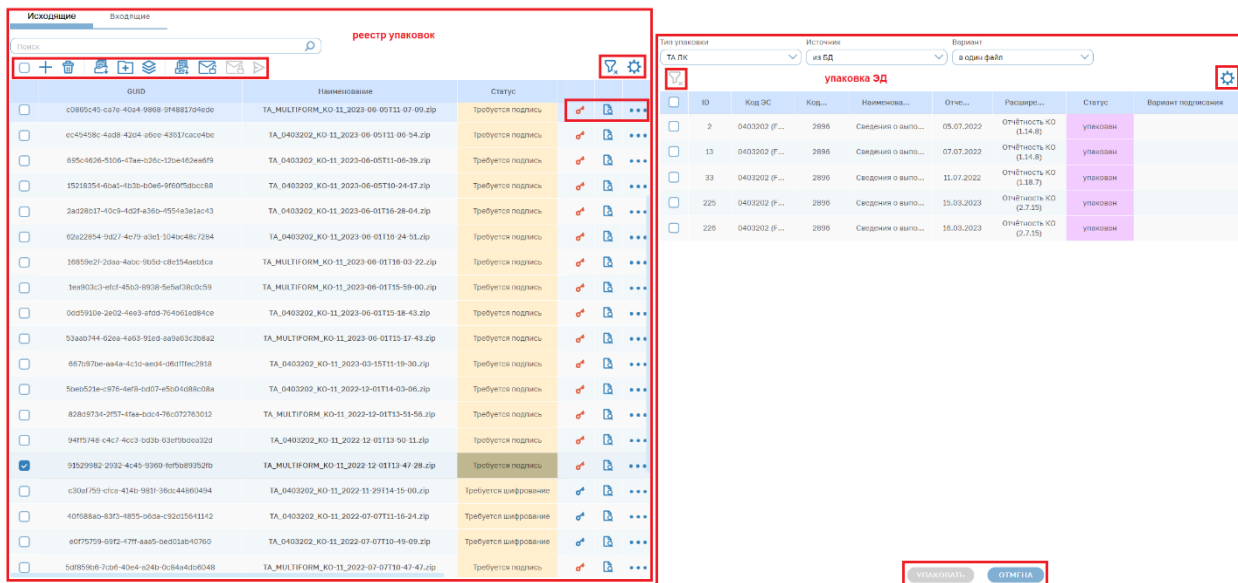 Исходящие Входящие
реестр упаковок
Поиск
GUID Наименование Статус
c0865c45-ca7e-40a4-9868-9f48817d4ede TA_MULTIFORM_KO-11_2023-06-05T11-07-09.zip Требуется подпись
ec45458c-4ad8-42d4-a6ee-43617cace4be TA_0403202_KO-11_2023-06-05T11-06-54.zip Требуется подпись
695c4626-5106-47ae-b26c-12be462ea6f9 TA_0403202_KO-11_2023-06-05T11-06-39.zip Требуется подпись
15218354-6ba1-4b3b-b0e6-9f60f5dbcc88 TA_0403202_KO-11_2023-06-05T10-24-17.zip Требуется подпись
2ad28b17-40c9-4d2f-a36b-4554e3e1ac43 TA_0403202_KO-11_2023-06-01T16-28-04.zip Требуется подпись
62a22854-9d27-4e79-a3e1-104bc48c7284 TA_0403202_KO-11_2023-06-01T16-24-51.zip Требуется подпись
16859e2f-2daa-4abc-9b5d-c8e154aeb1ca TA_MULTIFORM_KO-11_2023-06-01T16-03-22.zip Требуется подпись
1ea903c3-efcf-45b3-8938-5e5af38c0c59 TA_MULTIFORM_KO-11_2023-06-01T15-59-00.zip Требуется подпись
0dd5910e-2e02-4ee3-afdd-764b61ed84ce TA_MULTIFORM_KO-11_2023-06-01T15-18-43.zip Требуется подпись
53aab744-62ea-4a63-91ed-aa9a63c3b8a2 TA_MULTIFORM_KO-11_2023-06-01T15-17-43.zip Требуется подпись
667b97be-aa4a-4c1d-aed4-d6dfffec2918 TA_0403202_KO-11_2023-03-15T11-19-30.zip Требуется подпись
5beb521e-c976-4ef8-bd07-e5b04d88c08a TA_0403202_KO-11_2022-12-01T14-03-06.zip Требуется подпись
828d9734-2f57-4fae-bdc4-76c072763012 TA_MULTIFORM_KO-11_2022-12-01T13-51-56.zip Требуется подпись
94ff5748-c4c7-4cc3-bd3b-63ef9bdea32d TA_0403202_KO-11_2022-12-01T13-50-11.zip Требуется подпись
91529982-2932-4c45-9360-fef5b89352fb TA_MULTIFORM_KO-11_2022-12-01T13-47-28.zip Требуется подпись
c30af759-cfca-414b-981f-36dc44860494 TA_0403202_KO-11_2022-11-29T14-15-00.zip Требуется шифрование
40f688ab-83f3-4855-b6da-c92d15641142 TA_0403202_KO-11_2022-07-07T11-16-24.zip Требуется шифрование
e0f75759-69f2-47ff-aaa5-bed01ab40760 TA_0403202_KO-11_2022-07-07T10-49-09.zip Требуется шифрование
5df859b6-7cb6-40e4-a24b-0c84a4db6048 TA_0403202_KO-11_2022-07-07T10-47-47.zip Требуется подпись
Тип упаковки Источник Вариант
ТА ЛК из БД в один файл
упаковка ЭД
ID Код ЭС Код... Наименова... Отче... Расшире... Статус Вариант подписания
2 0403202 (F... 2896 Сведения о выпо... 05.07.2022 Отчётность КО (1.14.8) упакован
13 0403202 (F... 2896 Сведения о выпо... 07.07.2022 Отчётность КО (1.14.8) упакован
33 0403202 (F... 2896 Сведения о выпо... 11.07.2022 Отчётность КО (1.18.7) упакован
225 0403202 (F... 2896 Сведения о выпо... 15.03.2023 Отчётность КО (2.7.15) упакован
226 0403202 (F... 2896 Сведения о выпо... 16.03.2023 Отчётность КО (2.7.15) упакован
УПАКОВАТЬ ОТМЕНА